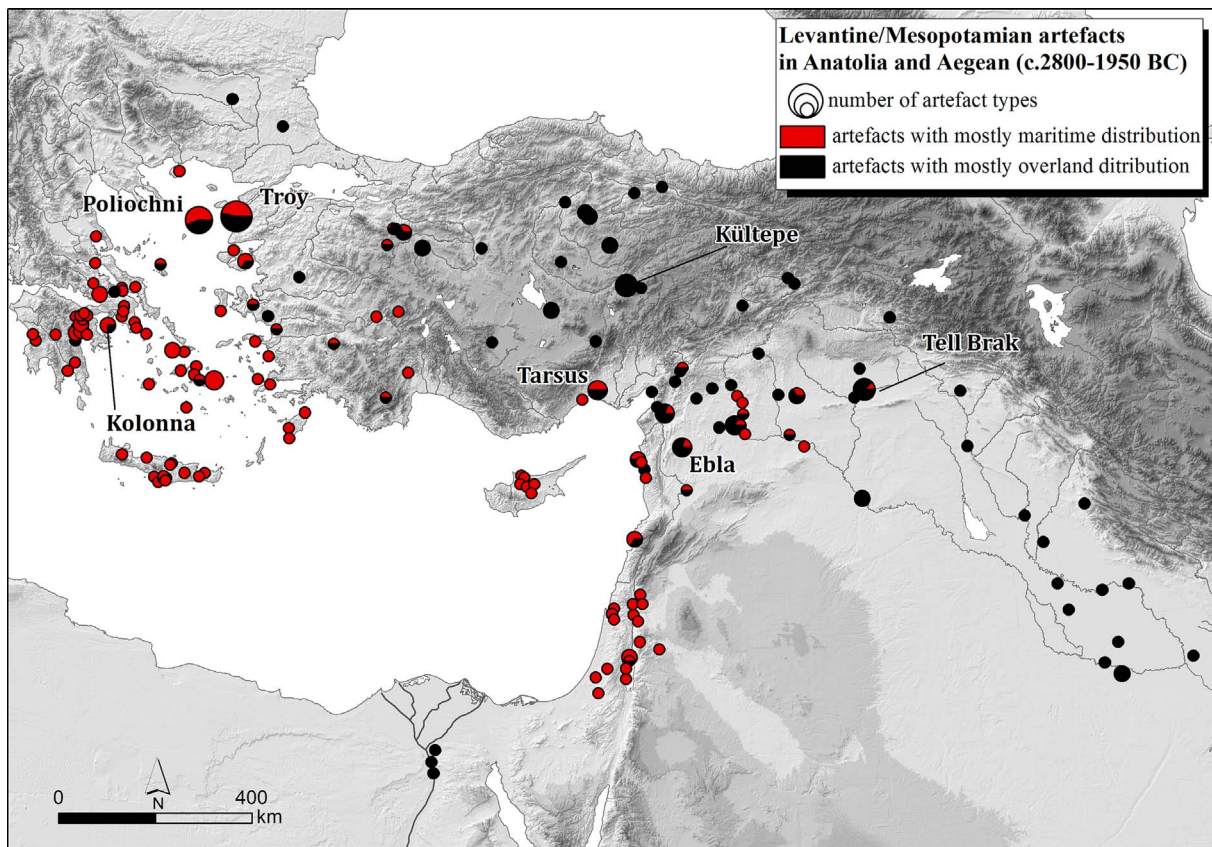 Levantine/Mesopotamian artefacts
in Anatolia and Aegean (c.2800-1950 BC)
number of artefact types
artefacts with mostly maritime distribution
artefacts with mostly overland ditribution
Poliochni
Troy
Kültepe
Tell Brak
Tarsus
Kolonna
Ebla
0
N
400
km